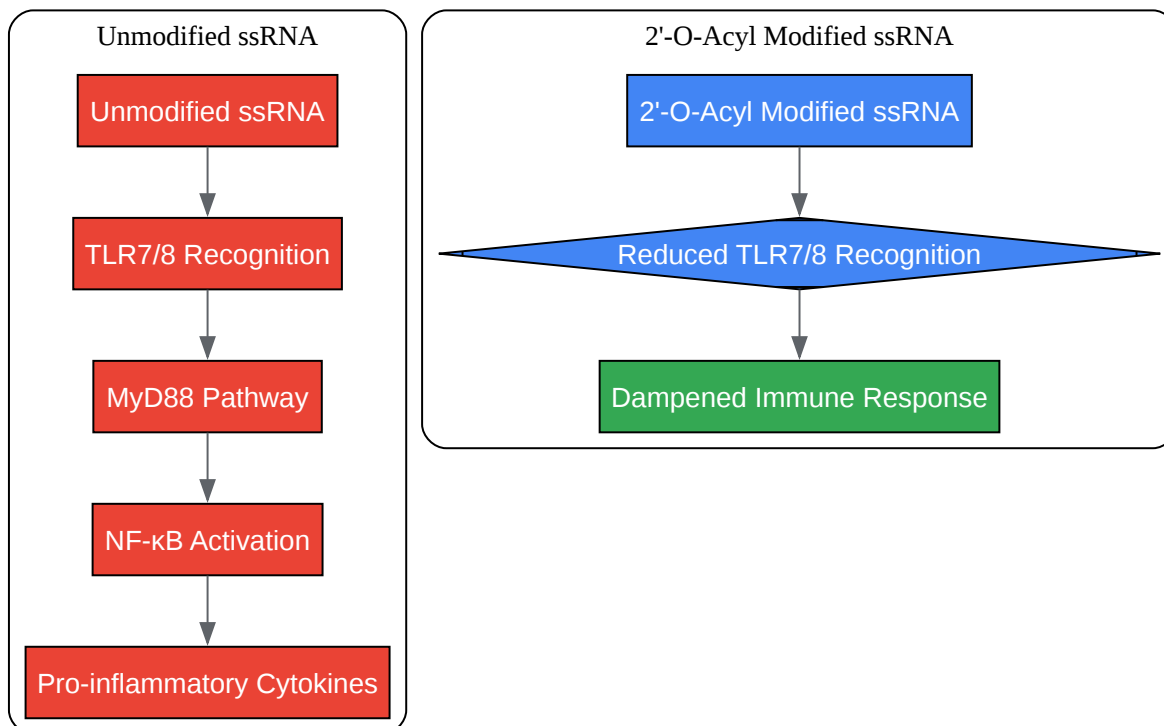 Unmodified ssRNA
Unmodified ssRNA
TLR7/8 Recognition
MyD88 Pathway
NF-κB Activation
Pro-inflammatory Cytokines
2'-O-Acyl Modified ssRNA
2'-O-Acyl Modified ssRNA
Reduced TLR7/8 Recognition
Dampened Immune Response